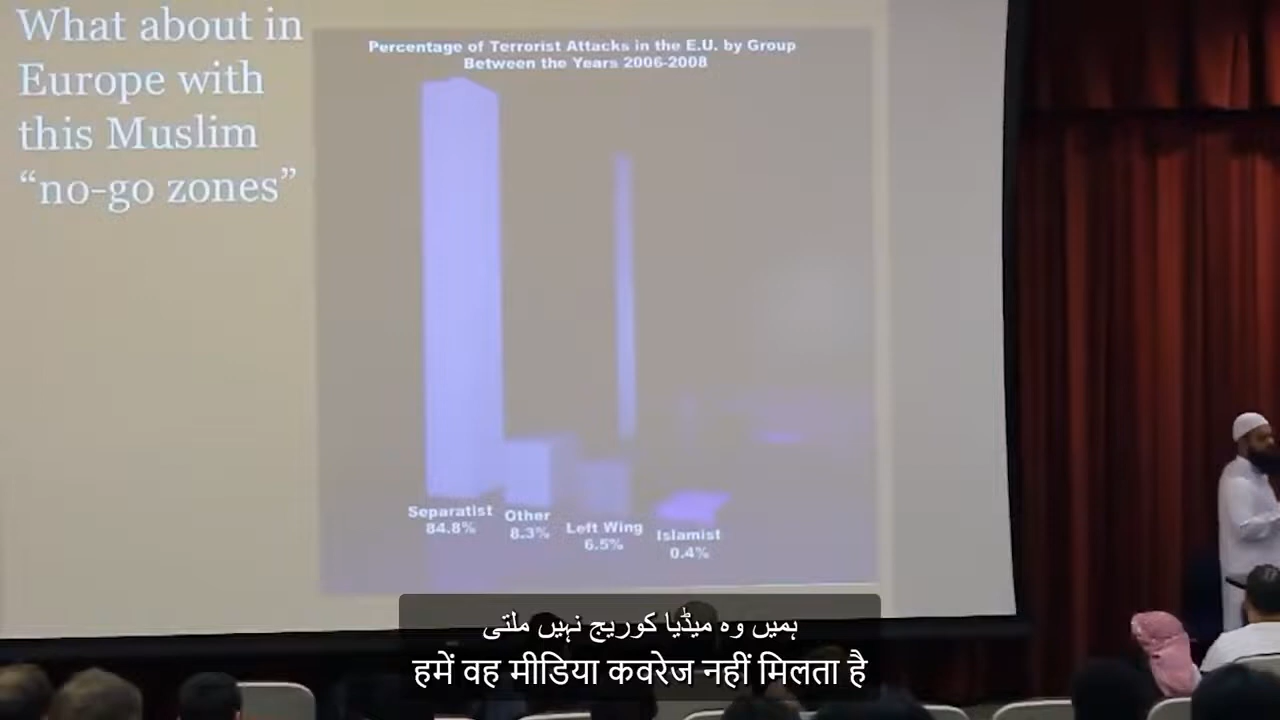 What about in
Europe with
this Muslim
“no-go zones”
Percentage of Terrorist Attacks in the E.U. by Group
Between the Years 2006-2008
Separatist
84.8%
Other
8.3%
Left Wing
6.5%
Islamist
0.4%
ہمیں وہ میڈیا کوریج نہیں ملتی
हमें वह मीडिया कवरेज नहीं मिलता है